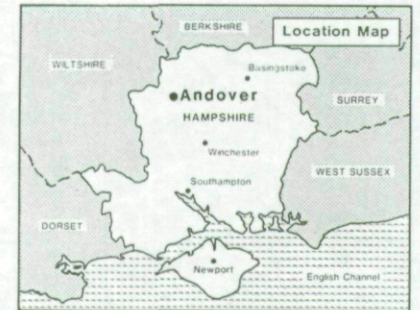 BERKSHIRE
Location Map
WILTSHIRE
Basingstoke
Andover
SURREY
HAMPSHIRE
Winchester
WEST SUSSEX
Southampton
DORSET
Newport
English Channel